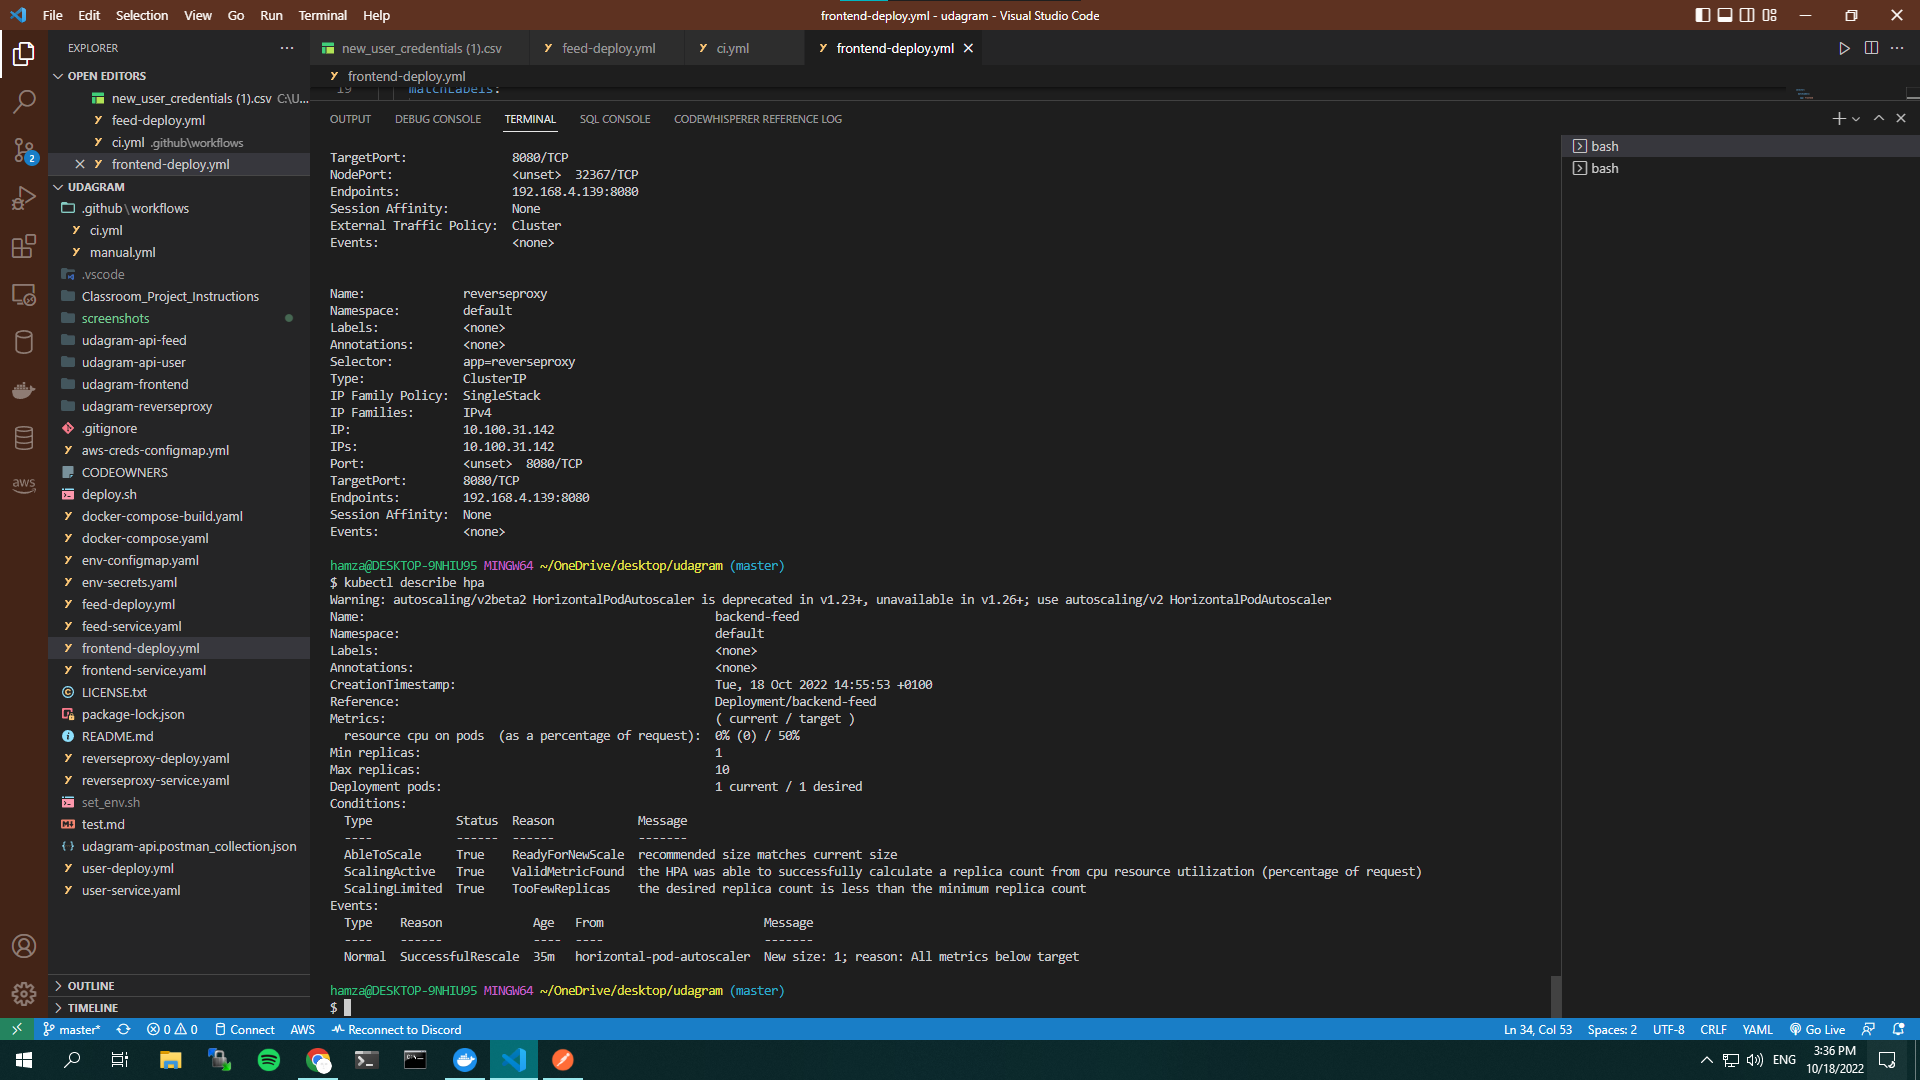 File Edit Selection View Go Run Terminal Help
frontend-deploy.yml - udagram - Visual Studio Code
EXPLORER
new_user_credentials (1).csv
feed-deploy.yml
ci.yml
frontend-deploy.yml
OPEN EDITORS
new_user_credentials (1).csv C:\U...
feed-deploy.yml
ci.yml .github\workflows
frontend-deploy.yml
UDAGRAM
.github\workflows
ci.yml
manual.yml
.vscode
Classroom_Project_Instructions
screenshots
udagram-api-feed
udagram-api-user
udagram-frontend
udagram-reverseproxy
.gitignore
aws-creds-configmap.yml
CODEOWNERS
deploy.sh
docker-compose-build.yaml
docker-compose.yaml
env-configmap.yaml
env-secrets.yaml
feed-deploy.yml
feed-service.yaml
frontend-deploy.yml
frontend-service.yaml
LICENSE.txt
package-lock.json
README.md
reverseproxy-deploy.yaml
reverseproxy-service.yaml
set_env.sh
test.md
udagram-api.postman_collection.json
user-deploy.yml
user-service.yaml
OUTLINE
TIMELINE
2
aws
frontend-deploy.yml
19 matchLabels:
OUTPUT DEBUG CONSOLE TERMINAL SQL CONSOLE CODEWHISPERER REFERENCE LOG
bash
bash
TargetPort: 8080/TCP
NodePort: <unset> 32367/TCP
Endpoints: 192.168.4.139:8080
Session Affinity: None
External Traffic Policy: Cluster
Events: <none>
Name: reverseproxy
Namespace: default
Labels: <none>
Annotations: <none>
Selector: app=reverseproxy
Type: ClusterIP
IP Family Policy: SingleStack
IP Families: IPv4
IP: 10.100.31.142
IPs: 10.100.31.142
Port: <unset> 8080/TCP
TargetPort: 8080/TCP
Endpoints: 192.168.4.139:8080
Session Affinity: None
Events: <none>
hamza@DESKTOP-9NHIU95 MINGW64 ~/OneDrive/desktop/udagram (master)
$ kubectl describe hpa
Warning: autoscaling/v2beta2 HorizontalPodAutoscaler is deprecated in v1.23+, unavailable in v1.26+; use autoscaling/v2 HorizontalPodAutoscaler
Name: backend-feed
Namespace: default
Labels: <none>
Annotations: <none>
CreationTimestamp: Tue, 18 Oct 2022 14:55:53 +0100
Reference: Deployment/backend-feed
Metrics: ( current / target )
resource cpu on pods (as a percentage of request): 0% (0) / 50%
Min replicas: 1
Max replicas: 10
Deployment pods: 1 current / 1 desired
Conditions:
Type Status Reason Message
---- ------ ------ -------
AbleToScale True ReadyForNewScale recommended size matches current size
ScalingActive True ValidMetricFound the HPA was able to successfully calculate a replica count from cpu resource utilization (percentage of request)
ScalingLimited True TooFewReplicas the desired replica count is less than the minimum replica count
Events:
Type Reason Age From Message
---- ------ ---- ---- -------
Normal SuccessfulRescale 35m horizontal-pod-autoscaler New size: 1; reason: All metrics below target
hamza@DESKTOP-9NHIU95 MINGW64 ~/OneDrive/desktop/udagram (master)
$
master* 0 0 Connect AWS Reconnect to Discord
Ln 34, Col 53 Spaces: 2 UTF-8 CRLF YAML Go Live
ENG
3:36 PM
10/18/2022